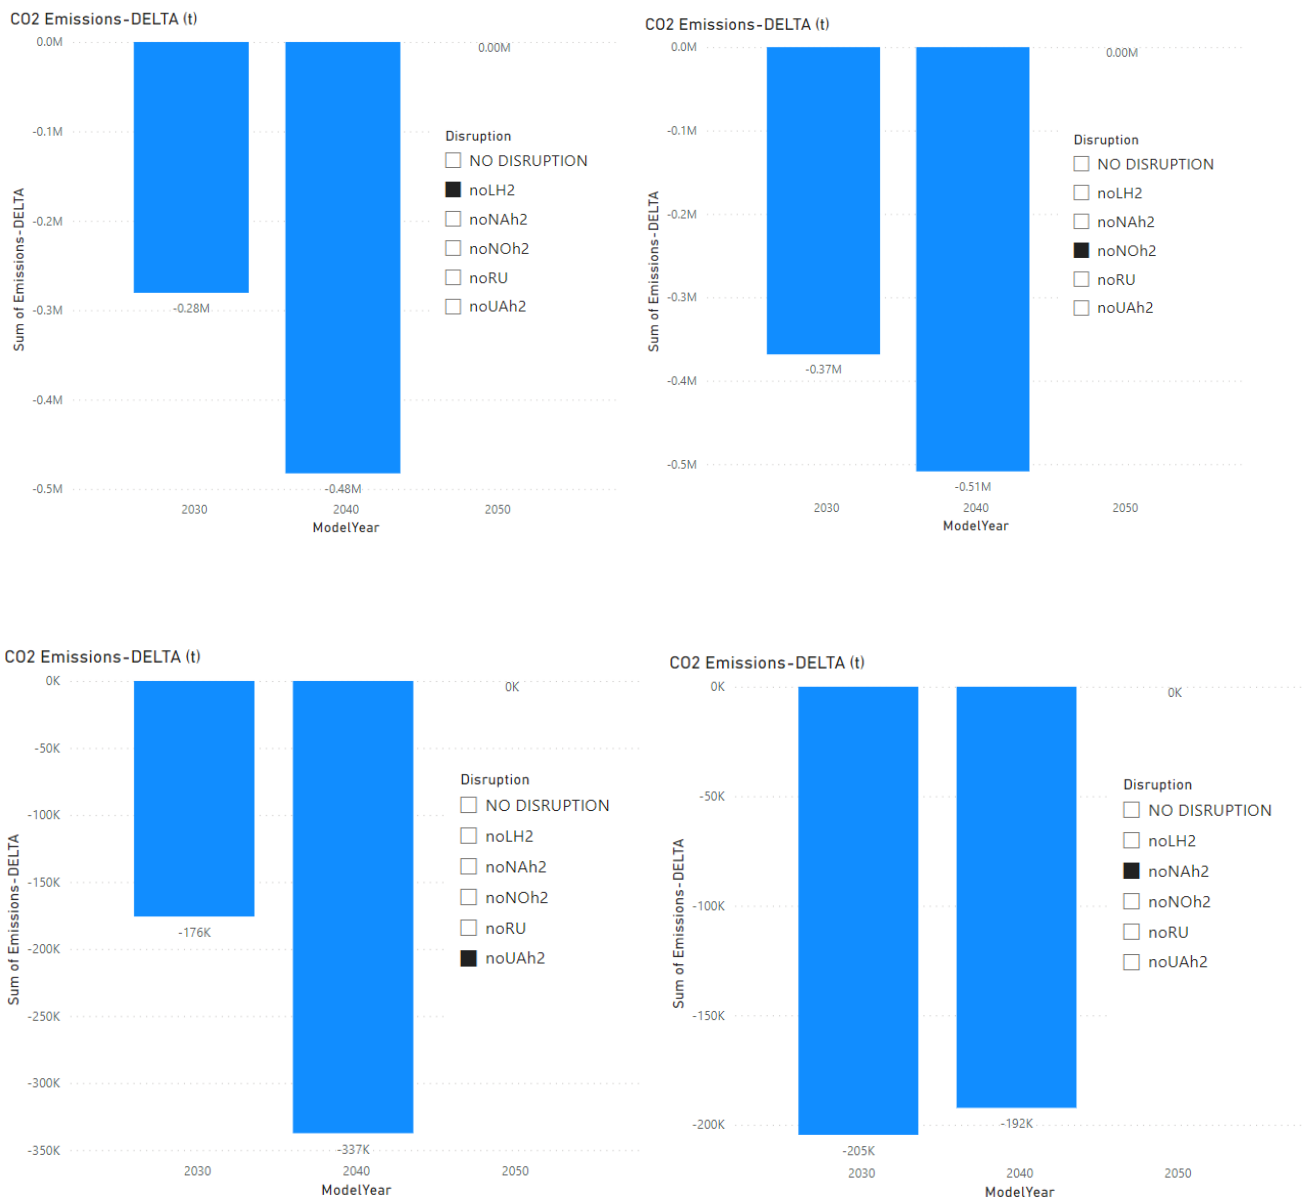 CO2 Emissions-DELTA (t)
0.0M
-0.1M
-0.2M
-0.3M
-0.4M
-0.5M
Sum of Emissions-DELTA
-0.28M
-0.48M
0.00M
2030
2040
2050
ModelYear
Disruption
NO DISRUPTION
noLH2
noNAh2
noNOh2
noRU
noUAh2
CO2 Emissions-DELTA (t)
0.0M
-0.1M
-0.2M
-0.3M
-0.4M
-0.5M
Sum of Emissions-DELTA
-0.37M
-0.51M
0.00M
2030
2040
2050
ModelYear
Disruption
NO DISRUPTION
noLH2
noNAh2
noNOh2
noRU
noUAh2
CO2 Emissions-DELTA (t)
0K
-50K
-100K
-150K
-200K
-250K
-300K
-350K
Sum of Emissions-DELTA
-176K
-337K
0K
2030
2040
2050
ModelYear
Disruption
NO DISRUPTION
noLH2
noNAh2
noNOh2
noRU
noUAh2
CO2 Emissions-DELTA (t)
0K
-50K
-100K
-150K
-200K
Sum of Emissions-DELTA
-205K
-192K
0K
2030
2040
2050
ModelYear
Disruption
NO DISRUPTION
noLH2
noNAh2
noNOh2
noRU
noUAh2